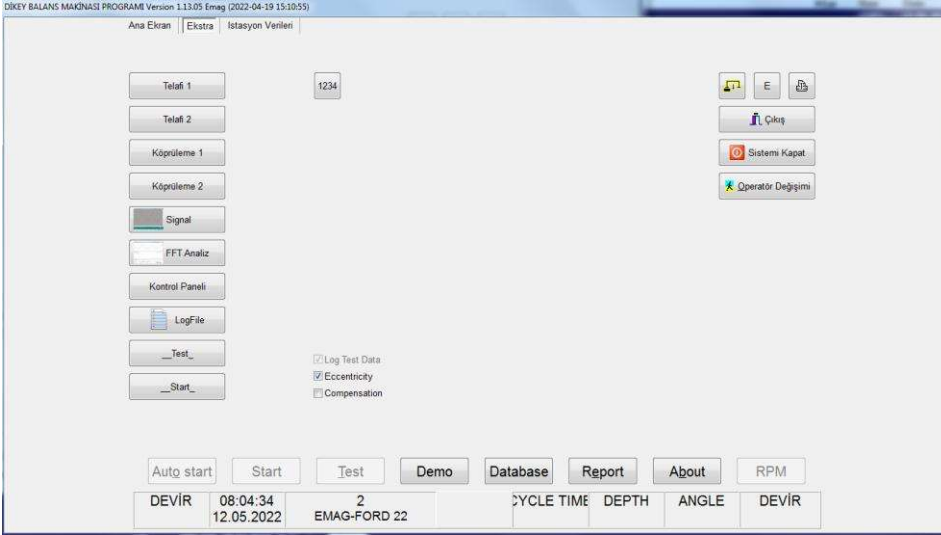 DİKEY BALANS MAKİNASI PROGRAMI Version 1.13.05 Emag (2022-04-19 15:10:55)
Ana Ekran Ekstra Istasyon Verileri
Telafi 1 1234 E
Telafi 2 Çıkış
Köprüleme 1 Sistemi Kapat
Köprüleme 2 Operatör Değişimi
Signal
FFT Analiz
Kontrol Paneli
LogFile
__Test_
Log Test Data
Eccentricity
__Start_
Compensation
Auto start Start Test Demo Database Report About RPM
DEVİR 08:04:34 2 CYCLE TIME DEPTH ANGLE DEVİR
12.05.2022 EMAG-FORD 22